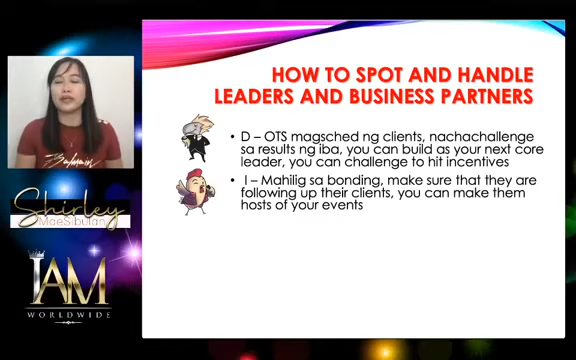 HOW TO SPOT AND HANDLE
LEADERS AND BUSINESS PARTNERS
• D – OTS magsched ng clients, nachachallenge
sa results ng iba, you can build as your next core
leader, you can challenge to hit incentives
• I – Mahilig sa bonding, make sure that they are
following up their clients, you can make them
hosts of your events
Balmain
Shirley
MaeSibulan
IAM
WORLDWIDE